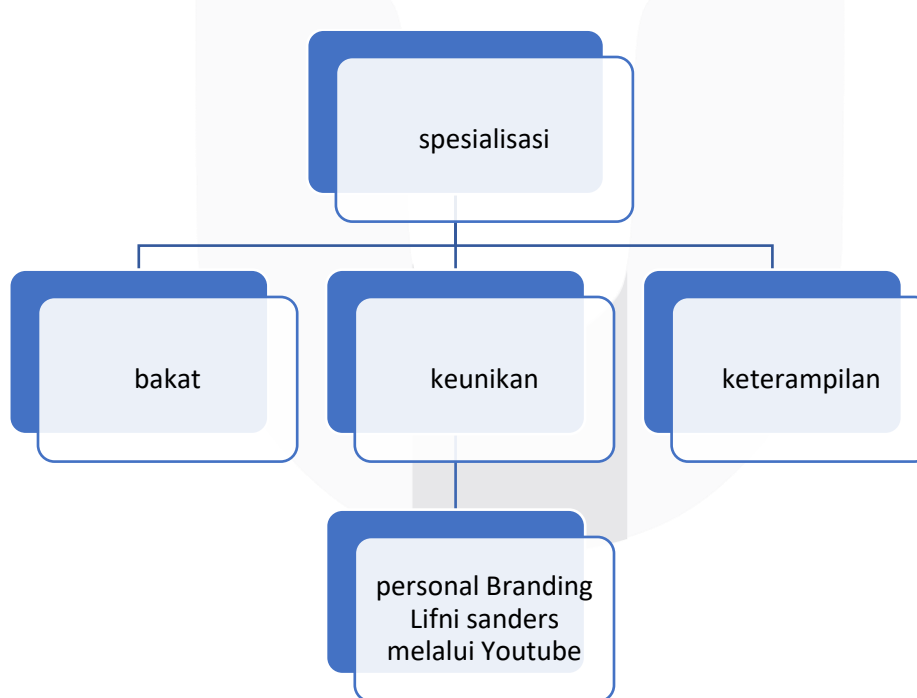 spesialisasi
bakat
keunikan
keterampilan
personal Branding
Lifni sanders
melalui Youtube